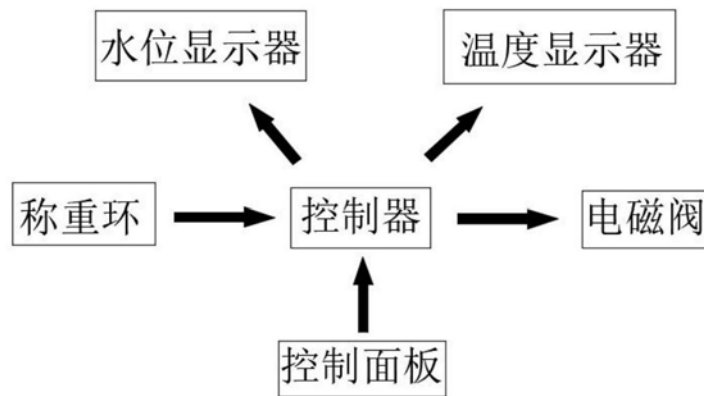 水位显示器
温度显示器
称重环
控制器
电磁阀
控制面板